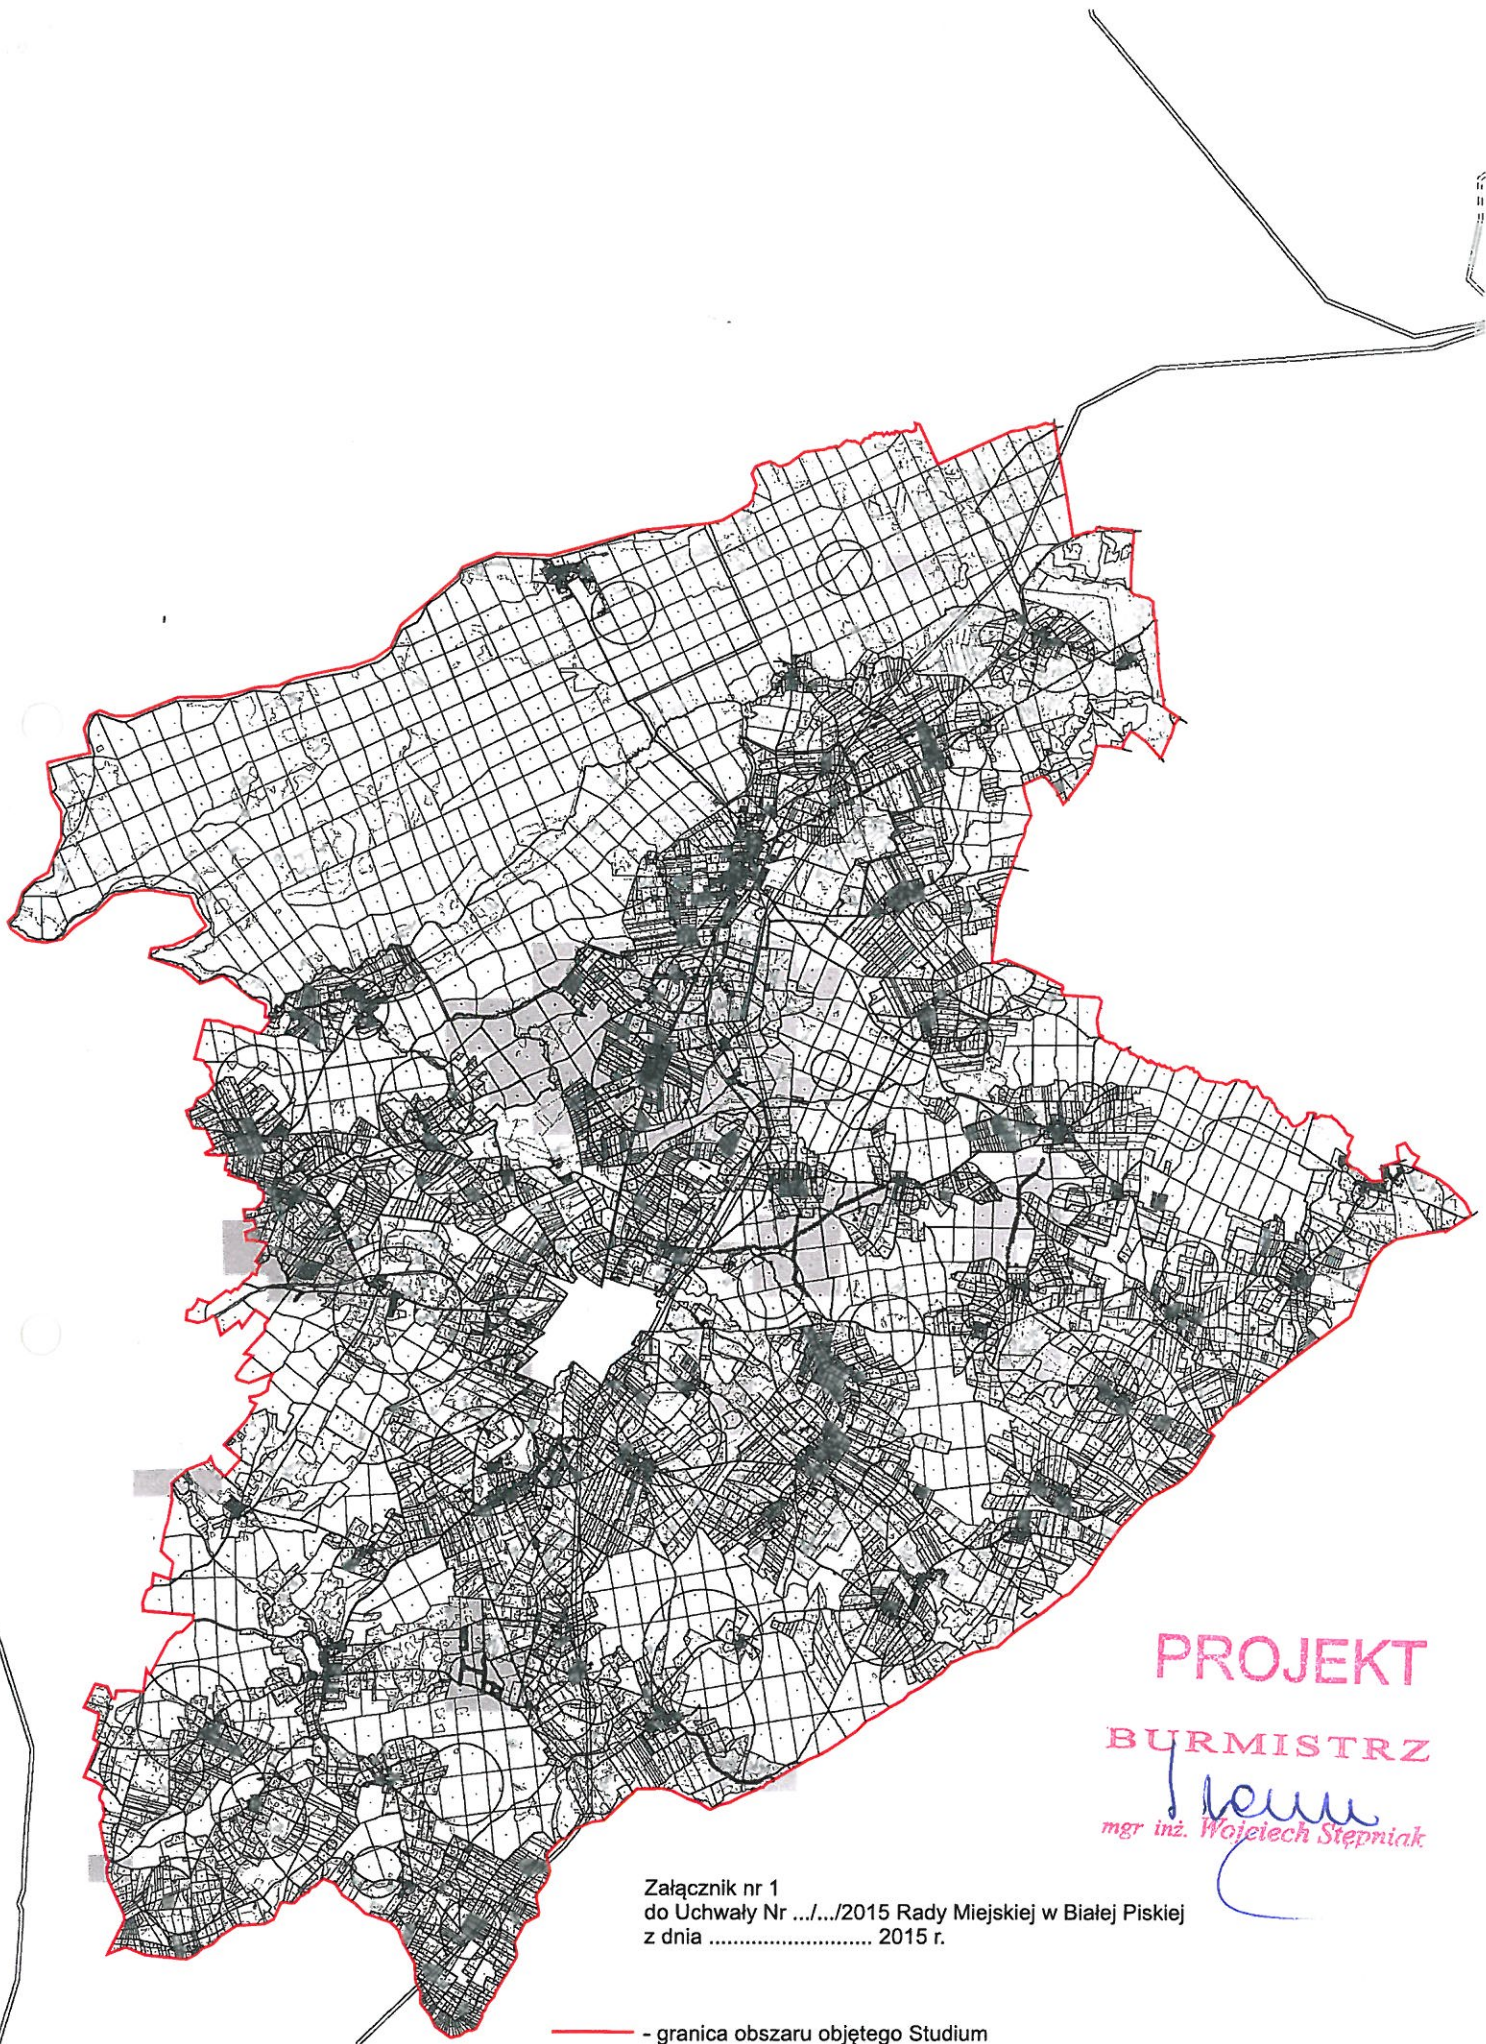 PROJEKT
BURMISTRZ
mgr inż. Wojciech Stępniak
Załącznik nr 1
do Uchwały Nr .../.../2015 Rady Miejskiej w Białej Piskiej
z dnia ........................... 2015 r.
- granica obszaru objętego Studium